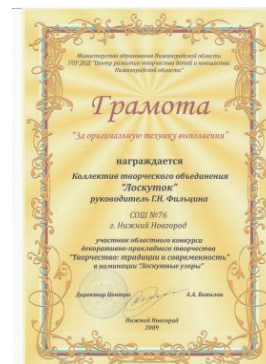 Министерство образования Нижегородской области
ГОУ ДОД "Центр развития творчества детей и юношества
Нижегородской области"
Грамота
"За оригинальную технику выполнения"
награждается
Коллектив творческого объединения
"Лоскуток"
руководитель Г.Н. Фильцина
СОШ №76
г. Нижний Новгород
участник областного конкурса
декоративно-прикладного творчества
"Творчество: традиции и современность"
в номинации "Лоскутные узоры"
Директор Центра
А.А. Вавилов
Нижний Новгород
2009